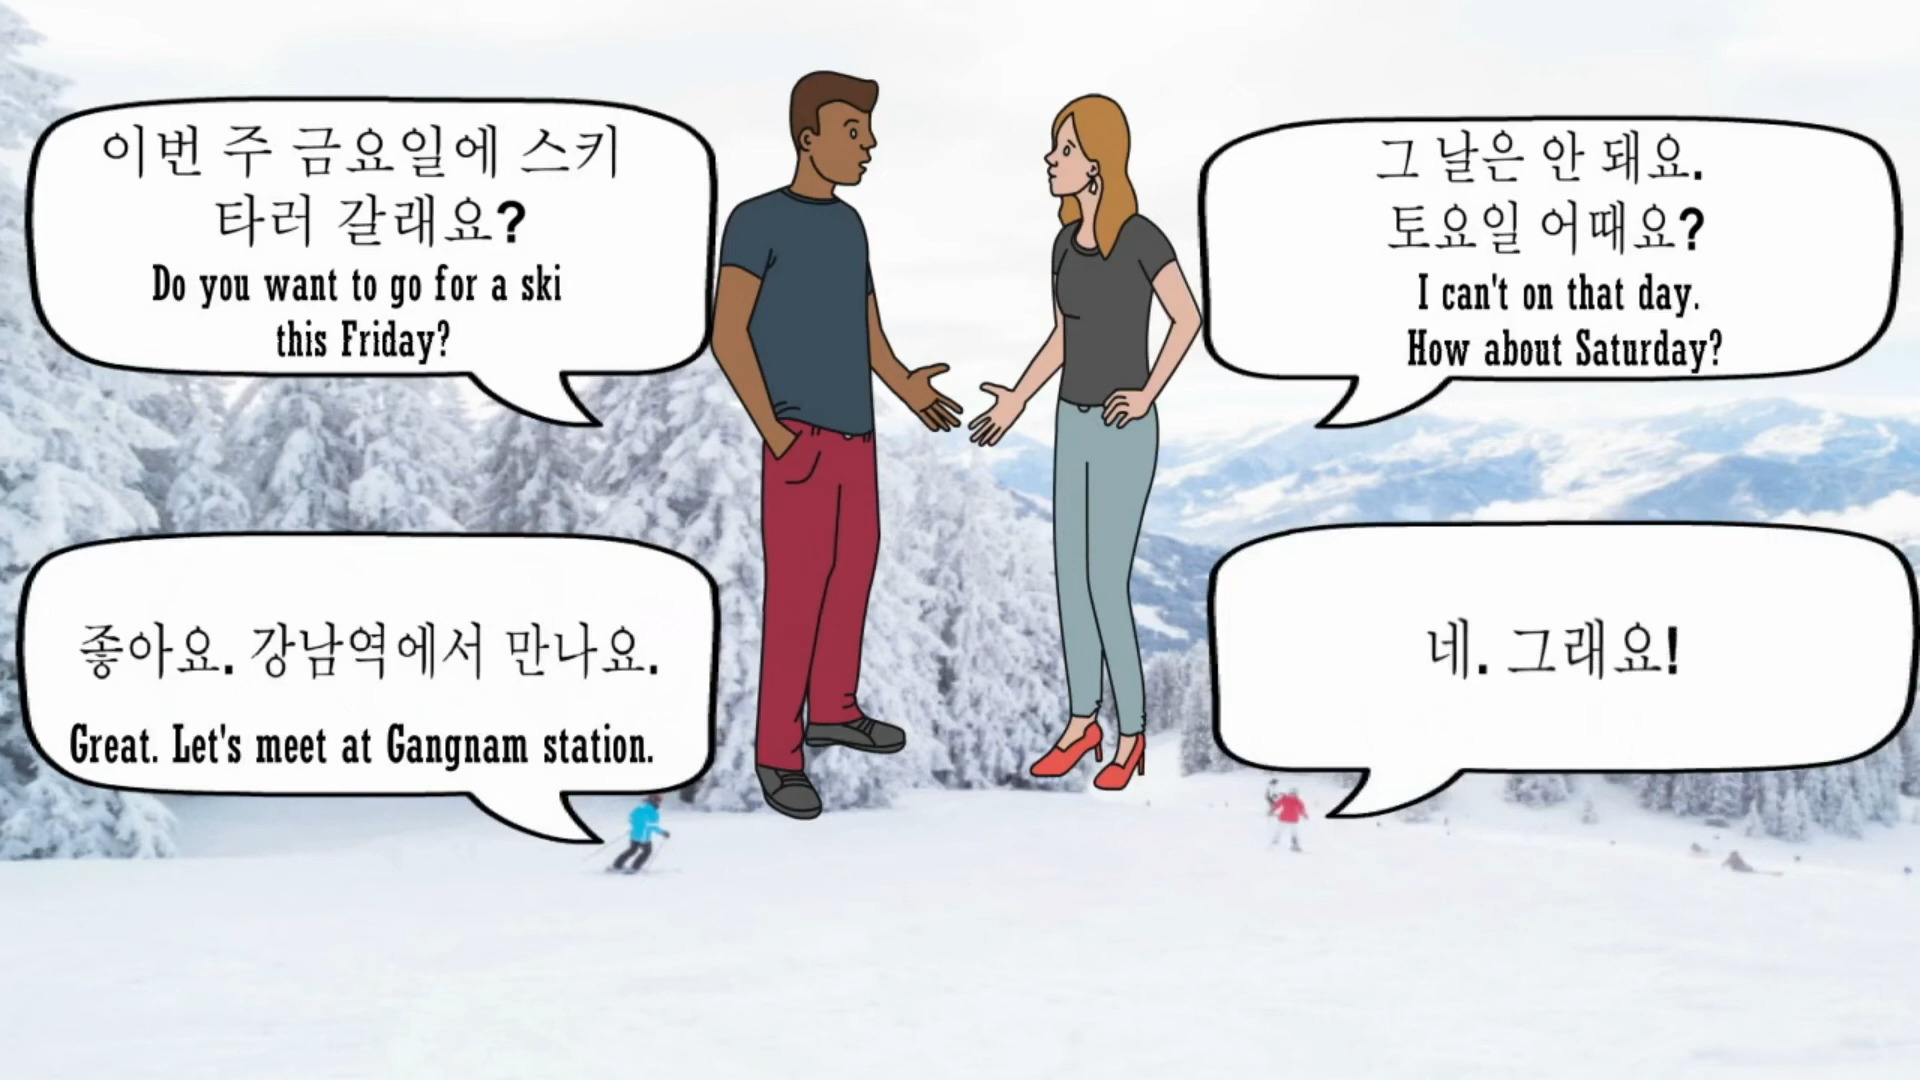 이번 주 금요일에 스키
타러 갈래요?
Do you want to go for a ski
this Friday?
그 날은 안 돼요.
토요일 어때요?
I can't on that day.
How about Saturday?
좋아요. 강남역에서 만나요.
Great. Let's meet at Gangnam station.
네. 그래요!